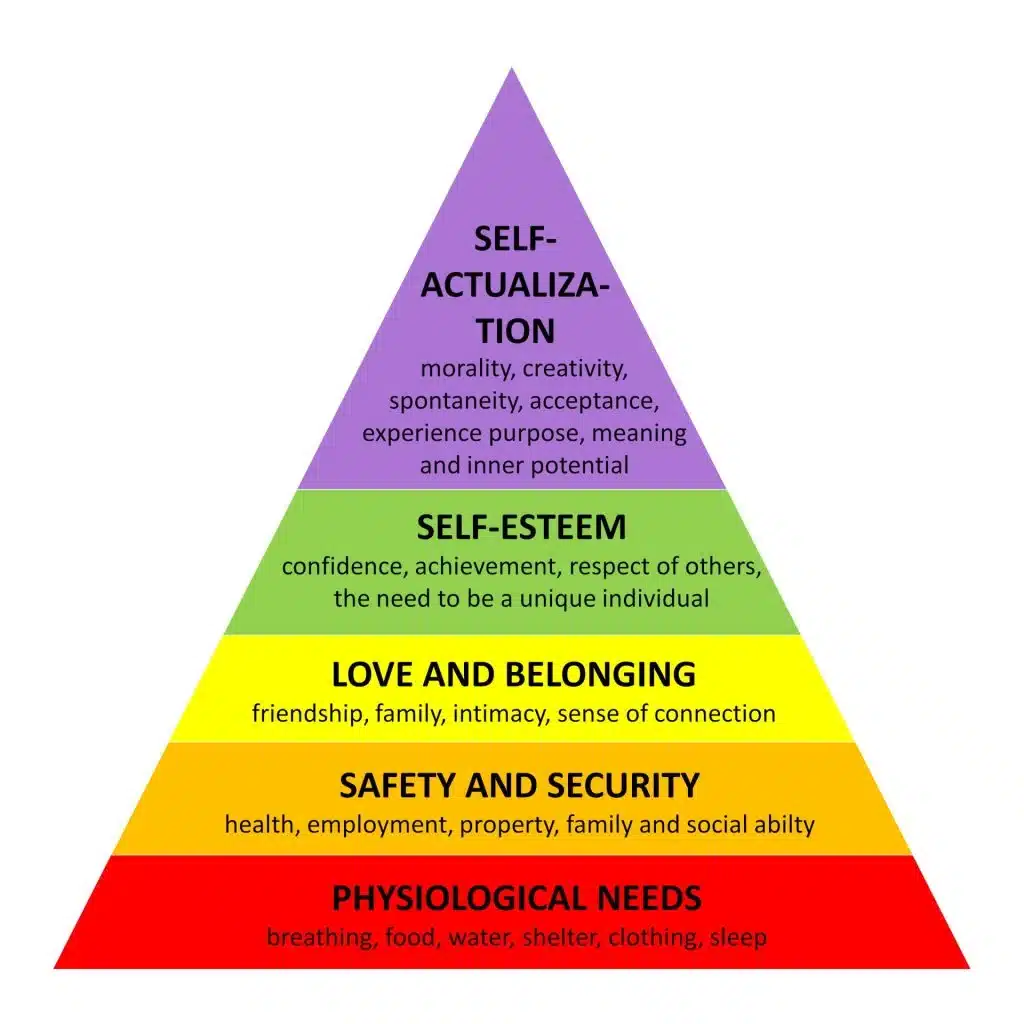 SELF-
ACTUALIZA-
TION
morality, creativity,
spontaneity, acceptance,
experience purpose, meaning
and inner potential
SELF-ESTEEM
confidence, achievement, respect of others,
the need to be a unique individual
LOVE AND BELONGING
friendship, family, intimacy, sense of connection
SAFETY AND SECURITY
health, employment, property, family and social abilty
PHYSIOLOGICAL NEEDS
breathing, food, water, shelter, clothing, sleep